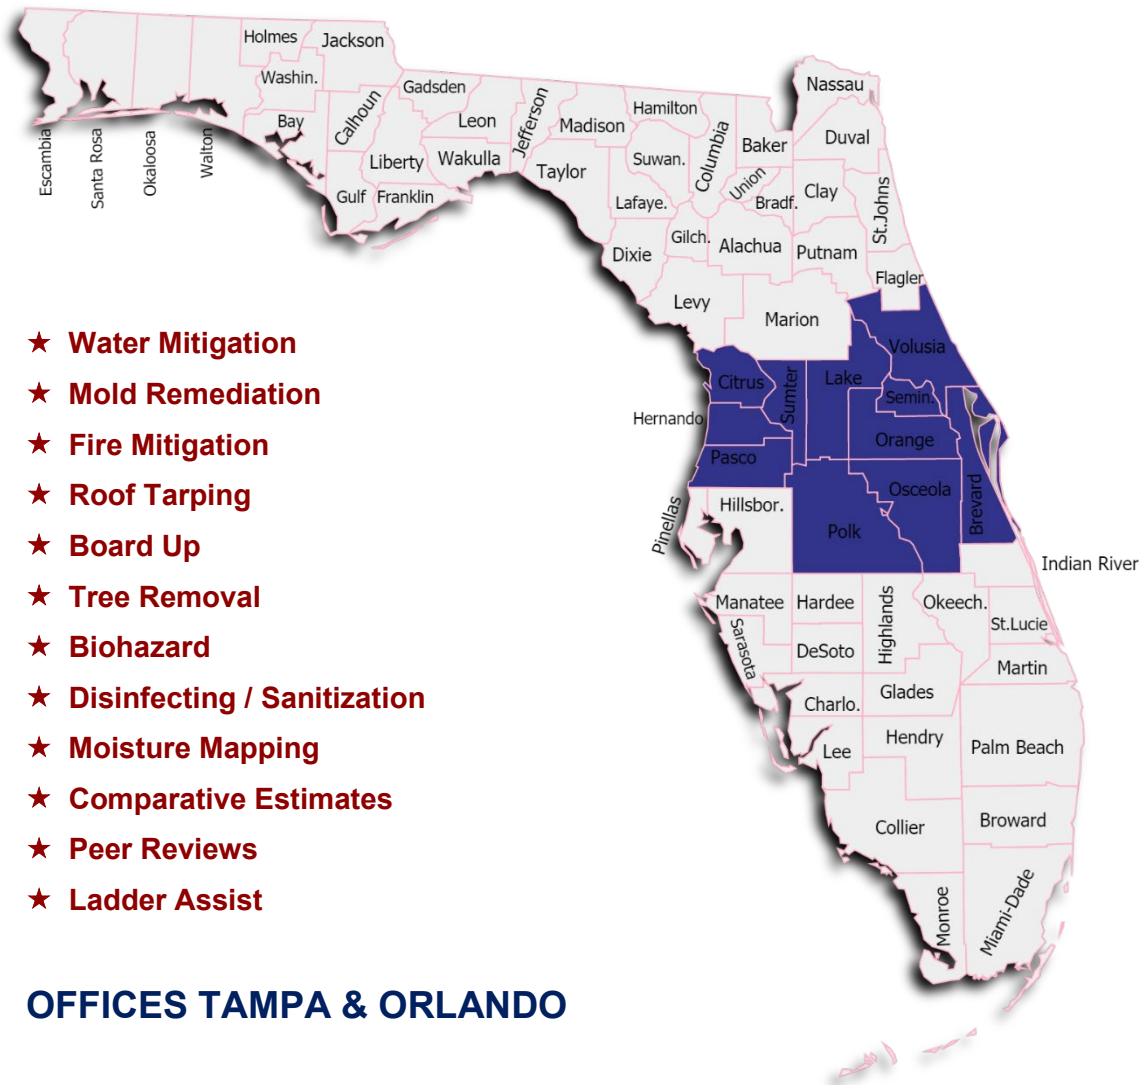 Holmes
Jackson
Washin.
Bay
Calhoun
Gadsden
Leon
Jefferson
Liberty
Wakulla
Gulf
Franklin
Escambia
Santa Rosa
Okaloosa
Walton
Madison
Taylor
Hamilton
Suwan.
Lafaye.
Columbia
Baker
Nassau
Duval
Union
Bradf.
Clay
St.Johns
Dixie
Gilch.
Alachua
Putnam
Flagler
Levy
Marion
Volusia
Citrus
Sumter
Lake
Semin.
Hernando
Orange
Pasco
Osceola
Brevard
Pinellas
Hillsbor.
Polk
Indian River
Manatee
Hardee
Highlands
Okeech.
St.Lucie
Sarasota
DeSoto
Martin
Charlo.
Glades
Lee
Hendry
Palm Beach
Collier
Broward
Monroe
Miami-Dade
★ Water Mitigation
★ Mold Remediation
★ Fire Mitigation
★ Roof Tarping
★ Board Up
★ Tree Removal
★ Biohazard
★ Disinfecting / Sanitization
★ Moisture Mapping
★ Comparative Estimates
★ Peer Reviews
★ Ladder Assist
OFFICES TAMPA & ORLANDO